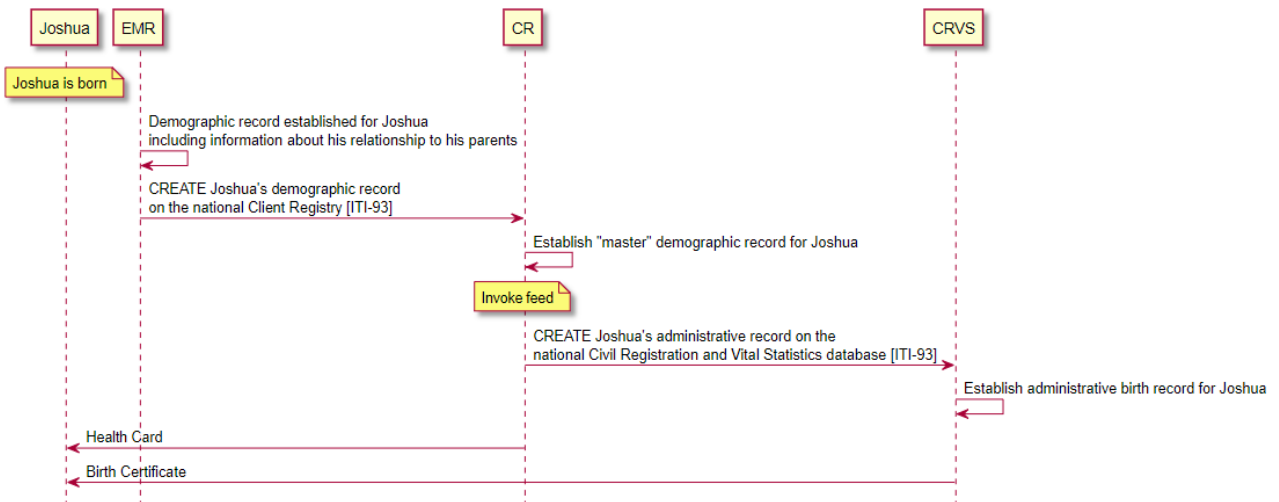 Joshua
EMR
CR
CRVS
Joshua is born
Demographic record established for Joshua
including information about his relationship to his parents
CREATE Joshua's demographic record
on the national Client Registry [ITI-93]
Establish "master" demographic record for Joshua
Invoke feed
CREATE Joshua's administrative record on the
national Civil Registration and Vital Statistics database [ITI-93]
Establish administrative birth record for Joshua
Health Card
Birth Certificate